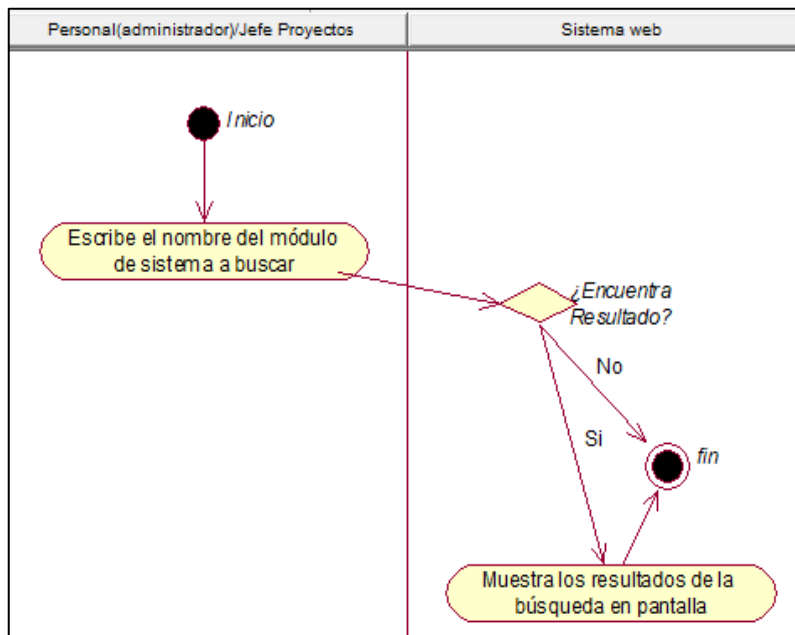 Personal(administrador)/Jefe Proyectos
Sistema web
Inicio
Escribe el nombre del módulo
de sistema a buscar
¿Encuentra
Resultado?
No
Si
fin
Muestra los resultados de la
búsqueda en pantalla